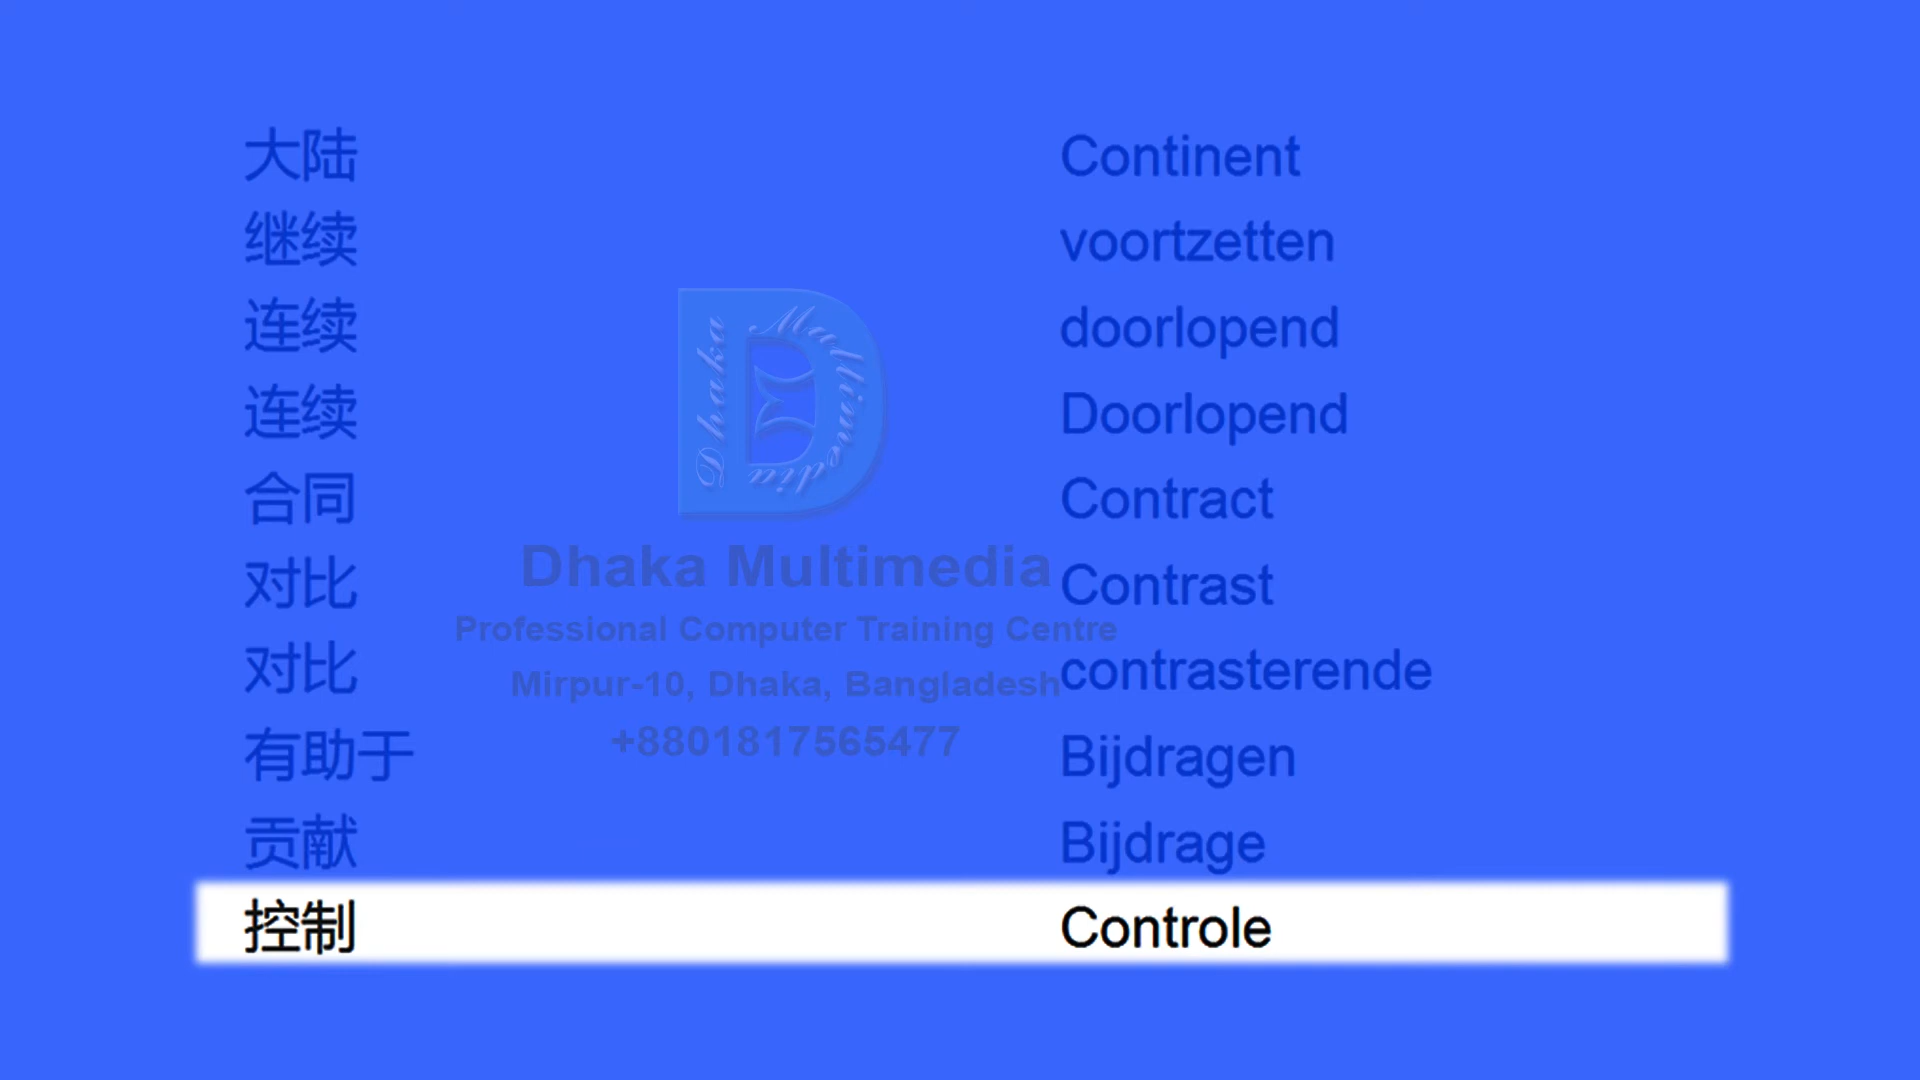 大陆 Continent
继续 voortzetten
连续 doorlopend
连续 Doorlopend
合同 Contract
对比 Contrast
对比 contrasterende
有助于 Bijdragen
贡献 Bijdrage
控制 Controle
Dhaka Multimedia
Dhaka Multimedia
Professional Computer Training Centre
Mirpur-10, Dhaka, Bangladesh
+8801817565477